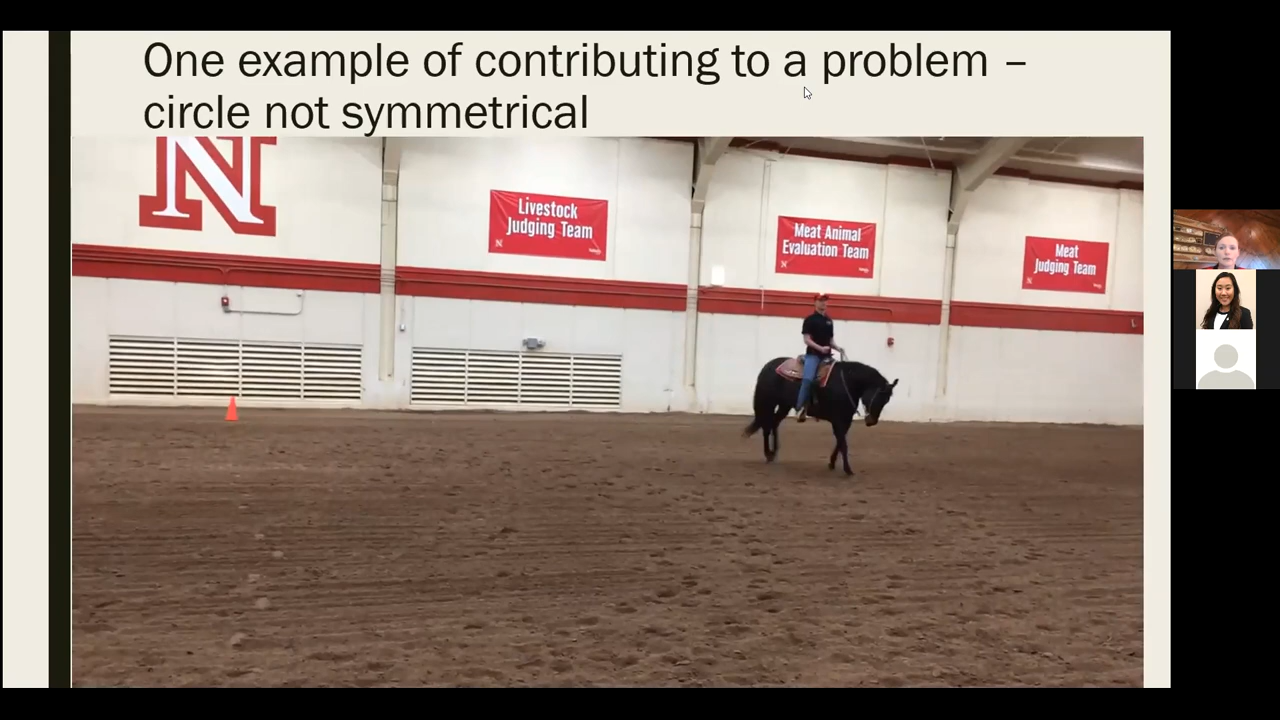 One example of contributing to a problem –
circle not symmetrical
N
Livestock
Judging Team
Meat Animal
Evaluation Team
Meat
Judging Team